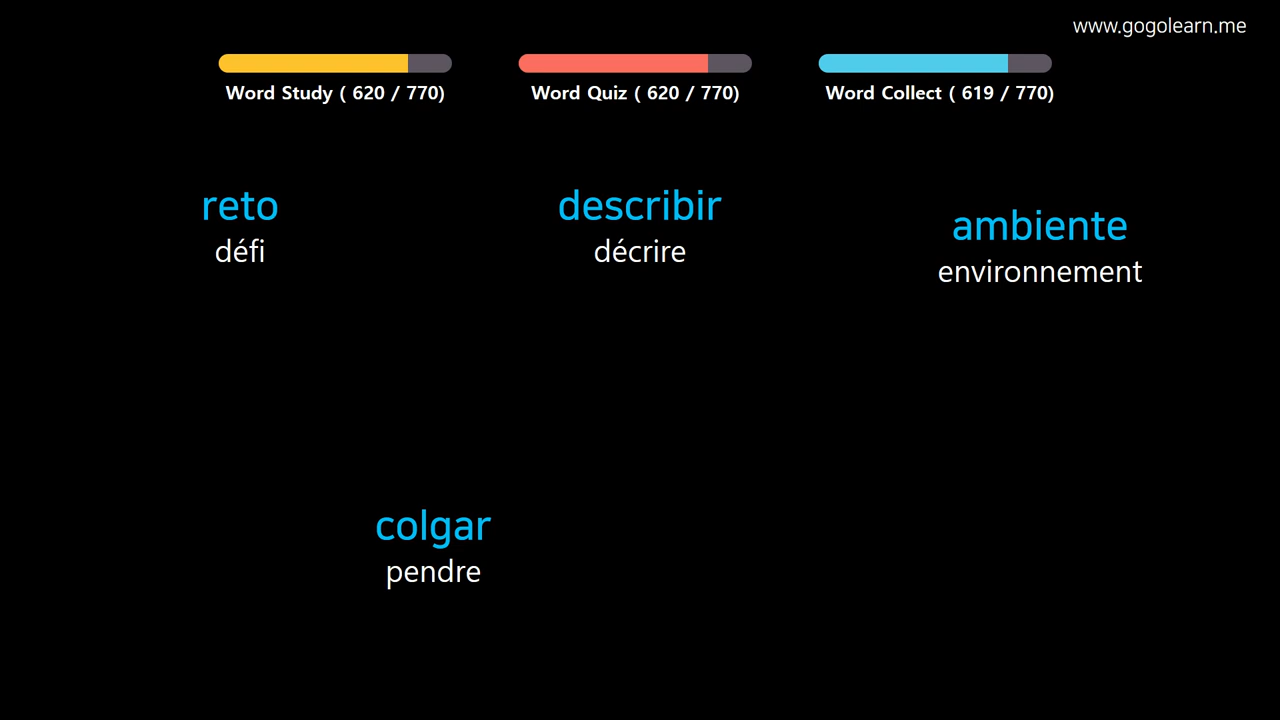 www.gogolearn.me
Word Study ( 620 / 770)
Word Quiz ( 620 / 770)
Word Collect ( 619 / 770)
reto
défi
describir
décrire
ambiente
environnement
colgar
pendre